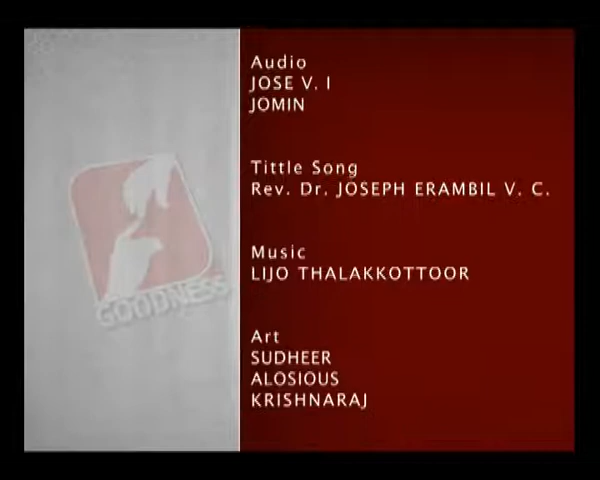 Audio
JOSE V. I
JOMIN
Tittle Song
Rev. Dr. JOSEPH ERAMBIL V. C.
Music
LIJO THALAKKOTTOOR
Art
SUDHEER
ALOSIOUS
KRISHNARAJ
GOODNESS